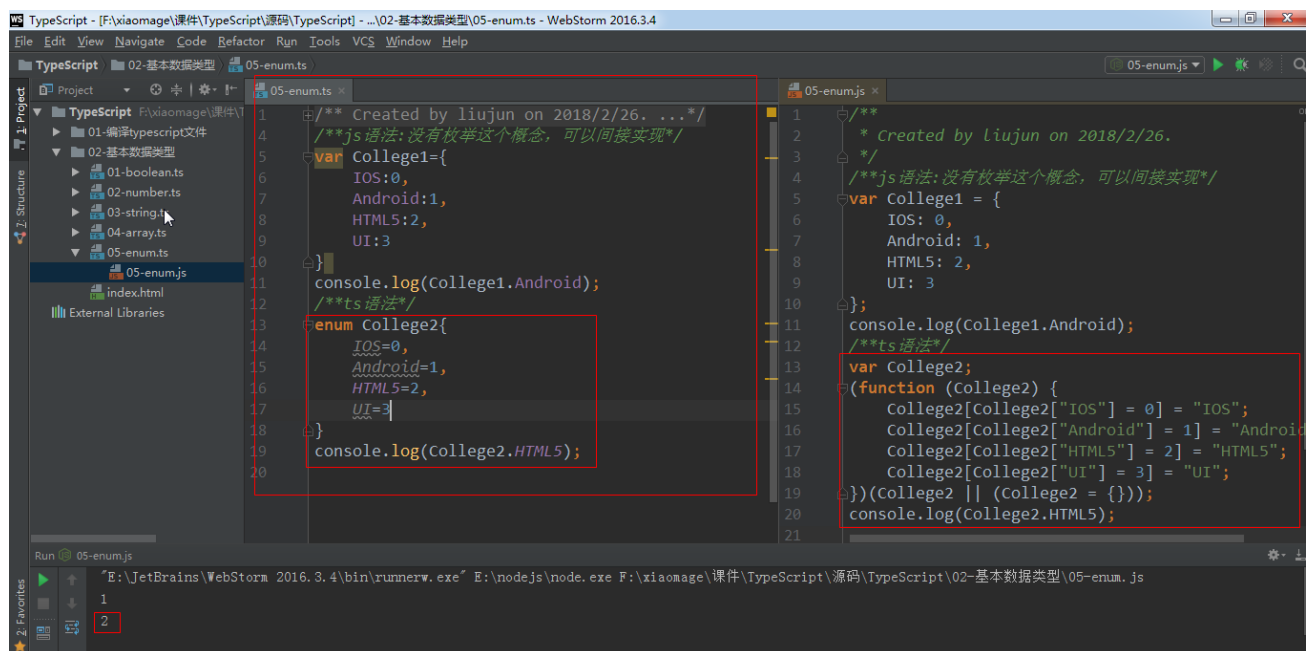 TypeScript - [F:\xiaomage\课件\TypeScript\源码\TypeScript] - ...\02-基本数据类型\05-enum.ts - WebStorm 2016.3.4
File Edit View Navigate Code Refactor Run Tools VCS Window Help
TypeScript 02-基本数据类型 05-enum.ts 05-enum.js
1: Project
7: Structure
2: Favorites
Project
TypeScript F:\xiaomage\课件\T
01-编译typescript文件
02-基本数据类型
01-boolean.ts
02-number.ts
03-string.ts
04-array.ts
05-enum.ts
05-enum.js
index.html
External Libraries
05-enum.ts
1 /** Created by liujun on 2018/2/26. ...*/
4 /**js语法:没有枚举这个概念，可以间接实现*/
5 var College1={
6 IOS:0,
7 Android:1,
8 HTML5:2,
9 UI:3
10 }
11 console.log(College1.Android);
12 /**ts语法*/
13 enum College2{
14 IOS=0,
15 Android=1,
16 HTML5=2,
17 UI=3
18 }
19 console.log(College2.HTML5);
20
05-enum.js
1 /**
2 * Created by liujun on 2018/2/26.
3 */
4 /**js语法:没有枚举这个概念，可以间接实现*/
5 var College1 = {
6 IOS: 0,
7 Android: 1,
8 HTML5: 2,
9 UI: 3
10 };
11 console.log(College1.Android);
12 /**ts语法*/
13 var College2;
14 (function (College2) {
15 College2[College2["IOS"] = 0] = "IOS";
16 College2[College2["Android"] = 1] = "Android
17 College2[College2["HTML5"] = 2] = "HTML5";
18 College2[College2["UI"] = 3] = "UI";
19 })(College2 || (College2 = {}));
20 console.log(College2.HTML5);
21
Run 05-enum.js
"E:\JetBrains\WebStorm 2016.3.4\bin\runnerw.exe" E:\nodejs\node.exe F:\xiaomage\课件\TypeScript\源码\TypeScript\02-基本数据类型\05-enum.js
1
2